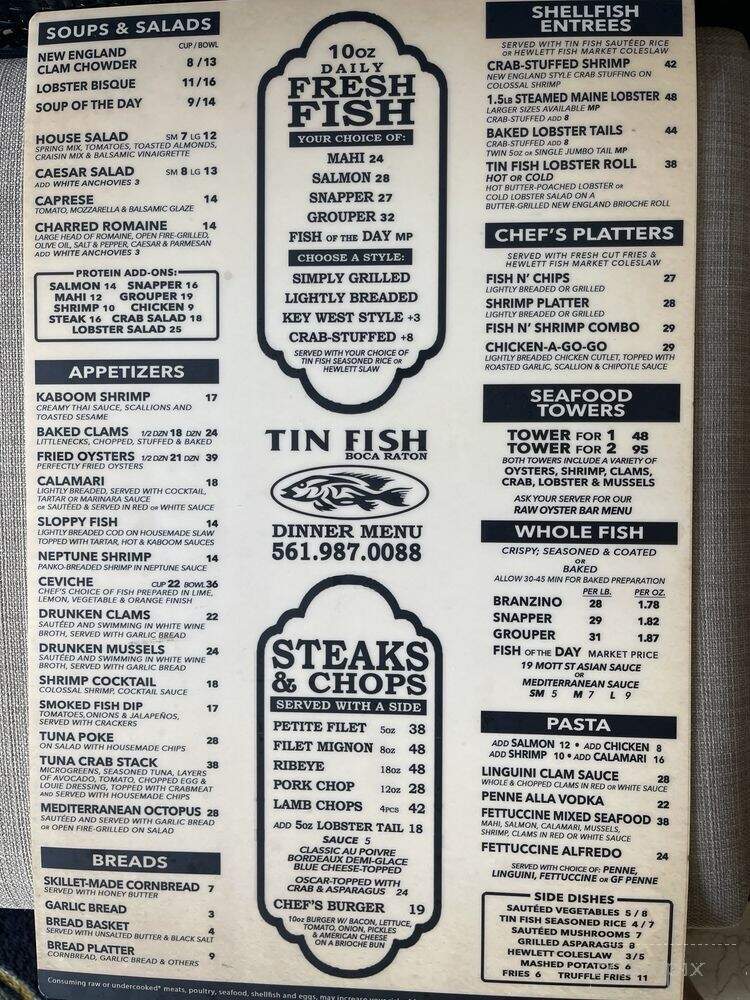 SOUPS & SALADS
CUP / BOWL
NEW ENGLAND
CLAM CHOWDER 8 / 13
LOBSTER BISQUE 11 / 16
SOUP OF THE DAY 9 / 14
HOUSE SALAD SM 7 LG 12
SPRING MIX, TOMATOES, TOASTED ALMONDS,
CRAISIN MIX & BALSAMIC VINAIGRETTE
CAESAR SALAD SM 8 LG 13
ADD WHITE ANCHOVIES 3
CAPRESE 14
TOMATO, MOZZARELLA & BALSAMIC GLAZE
CHARRED ROMAINE 14
LARGE HEAD OF ROMAINE, OPEN FIRE-GRILLED,
OLIVE OIL, SALT & PEPPER, CAESAR & PARMESAN
ADD WHITE ANCHOVIES 3
PROTEIN ADD-ONS:
SALMON 14 SNAPPER 16
MAHI 12 GROUPER 19
SHRIMP 10 CHICKEN 9
STEAK 16 CRAB SALAD 18
LOBSTER SALAD 25
APPETIZERS
KABOOM SHRIMP 17
CREAMY THAI SAUCE, SCALLIONS AND
TOASTED SESAME
BAKED CLAMS 1/2 DZN 18 DZN 24
LITTLENECKS, CHOPPED, STUFFED & BAKED
FRIED OYSTERS 1/2 DZN 21 DZN 39
PERFECTLY FRIED OYSTERS
CALAMARI 18
LIGHTLY BREADED, SERVED WITH COCKTAIL,
TARTAR OR MARINARA SAUCE
OR SAUTÉED & SERVED IN RED OR WHITE SAUCE
SLOPPY FISH 14
LIGHTLY BREADED COD ON HOUSEMADE SLAW
TOPPED WITH TARTAR, HOT & KABOOM SAUCES
NEPTUNE SHRIMP 14
PANKO-BREADED SHRIMP IN NEPTUNE SAUCE
CEVICHE CUP 22 BOWL 36
CHEF'S CHOICE OF FISH PREPARED IN LIME,
LEMON, VEGETABLE & ORANGE FINISH
DRUNKEN CLAMS 22
SAUTÉED AND SWIMMING IN WHITE WINE
BROTH, SERVED WITH GARLIC BREAD
DRUNKEN MUSSELS 24
SAUTÉED AND SWIMMING IN WHITE WINE
BROTH, SERVED WITH GARLIC BREAD
SHRIMP COCKTAIL 18
COLOSSAL SHRIMP, COCKTAIL SAUCE
SMOKED FISH DIP 17
TOMATOES, ONIONS & JALAPEÑOS,
SERVED WITH CRACKERS
TUNA POKE 28
ON SALAD WITH HOUSEMADE CHIPS
TUNA CRAB STACK 38
MICROGREENS, SEASONED TUNA, LAYERS
OF AVOCADO, TOMATO, CHOPPED EGG &
LOUIE DRESSING, TOPPED WITH CRABMEAT
AND SERVED WITH HOUSEMADE CHIPS
MEDITERRANEAN OCTOPUS 28
SAUTÉED AND SERVED WITH GARLIC BREAD
OR OPEN FIRE-GRILLED ON SALAD
BREADS
SKILLET-MADE CORNBREAD 7
SERVED WITH HONEY BUTTER
GARLIC BREAD 3
BREAD BASKET 4
SERVED WITH UNSALTED BUTTER & BLACK SALT
BREAD PLATTER 9
CORNBREAD, GARLIC BREAD & OTHERS
10OZ
DAILY
FRESH
FISH
YOUR CHOICE OF:
MAHI 24
SALMON 28
SNAPPER 27
GROUPER 32
FISH OF THE DAY MP
CHOOSE A STYLE:
SIMPLY GRILLED
LIGHTLY BREADED
KEY WEST STYLE +3
CRAB-STUFFED +8
SERVED WITH YOUR CHOICE OF
TIN FISH SEASONED RICE OR
HEWLETT SLAW
TIN FISH
BOCA RATON
DINNER MENU
561.987.0088
STEAKS
& CHOPS
SERVED WITH A SIDE
PETITE FILET 5oz 38
FILET MIGNON 8oz 48
RIBEYE 18oz 48
PORK CHOP 12oz 28
LAMB CHOPS 4PCS 42
ADD 5oz LOBSTER TAIL 18
SAUCE 5
CLASSIC AU POIVRE
BORDEAUX DEMI-GLACE
BLUE CHEESE-TOPPED
OSCAR-TOPPED WITH
CRAB & ASPARAGUS 24
CHEF'S BURGER 19
10oz BURGER W/ BACON, LETTUCE,
TOMATO, ONION, PICKLES
& AMERICAN CHEESE
ON A BRIOCHE BUN
SHELLFISH
ENTREES
SERVED WITH TIN FISH SAUTÉED RICE
OR HEWLETT FISH MARKET COLESLAW
CRAB-STUFFED SHRIMP 42
NEW ENGLAND STYLE CRAB STUFFING ON
COLOSSAL SHRIMP
1.5LB STEAMED MAINE LOBSTER 48
LARGER SIZES AVAILABLE MP
CRAB-STUFFED ADD 8
BAKED LOBSTER TAILS 44
CRAB-STUFFED ADD 8
TWIN 5OZ OR SINGLE JUMBO TAIL MP
TIN FISH LOBSTER ROLL 38
HOT OR COLD
HOT BUTTER-POACHED LOBSTER OR
COLD LOBSTER SALAD ON A
BUTTER-GRILLED NEW ENGLAND BRIOCHE ROLL
CHEF'S PLATTERS
SERVED WITH FRESH CUT FRIES &
HEWLETT FISH MARKET COLESLAW
FISH N' CHIPS 27
LIGHTLY BREADED OR GRILLED
SHRIMP PLATTER 28
LIGHTLY BREADED OR GRILLED
FISH N' SHRIMP COMBO 29
CHICKEN-A-GO-GO 29
LIGHTLY BREADED CHICKEN CUTLET, TOPPED WITH
ROASTED GARLIC, SCALLION & CHIPOTLE SAUCE
SEAFOOD
TOWERS
TOWER FOR 1 48
TOWER FOR 2 95
BOTH TOWERS INCLUDE A VARIETY OF
OYSTERS, SHRIMP, CLAMS,
CRAB, LOBSTER & MUSSELS
ASK YOUR SERVER FOR OUR
RAW OYSTER BAR MENU
WHOLE FISH
CRISPY; SEASONED & COATED
OR
BAKED
ALLOW 30-45 MIN FOR BAKED PREPARATION
PER LB. PER OZ.
BRANZINO 28 1.78
SNAPPER 29 1.82
GROUPER 31 1.87
FISH OF THE DAY MARKET PRICE
19 MOTT ST ASIAN SAUCE
OR
MEDITERRANEAN SAUCE
SM 5 M 7 L 9
PASTA
ADD SALMON 12 • ADD CHICKEN 8
ADD SHRIMP 10 • ADD CALAMARI 16
LINGUINI CLAM SAUCE 28
WHOLE & CHOPPED CLAMS IN RED OR WHITE SAUCE
PENNE ALLA VODKA 22
FETTUCCINE MIXED SEAFOOD 38
MAHI, SALMON, CALAMARI, MUSSELS,
SHRIMP, CLAMS IN RED OR WHITE SAUCE
FETTUCCINE ALFREDO 24
SERVED WITH CHOICE OF: PENNE,
LINGUINI, FETTUCCINE OR GF PENNE
SIDE DISHES
SAUTÉED VEGETABLES 5 / 8
TIN FISH SEASONED RICE 4 / 7
SAUTÉED MUSHROOMS 7
GRILLED ASPARAGUS 8
HEWLETT COLESLAW 3/5
MASHED POTATOES 6
FRIES 6 TRUFFLE FRIES 11
Consuming raw or undercooked* meats, poultry, seafood, shellfish and eggs, may increase